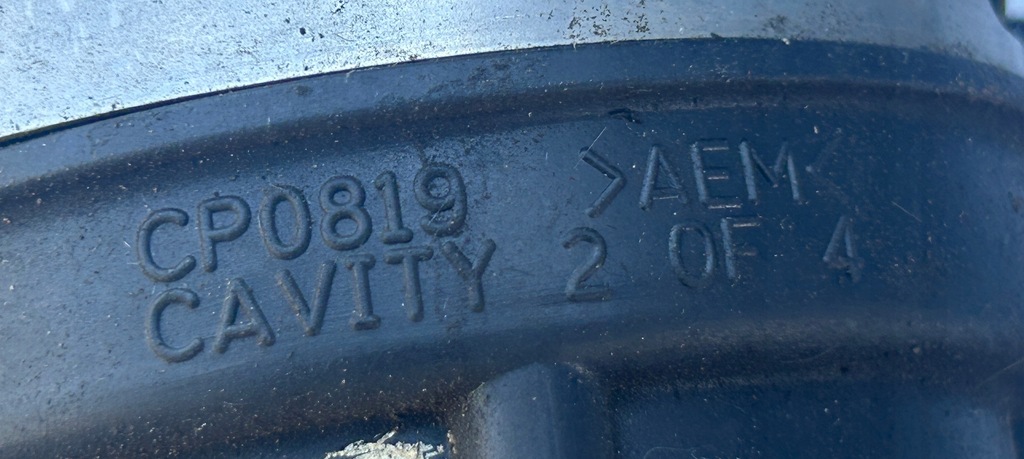 CP0819 >AEM<
CAVITY 2 OF 4